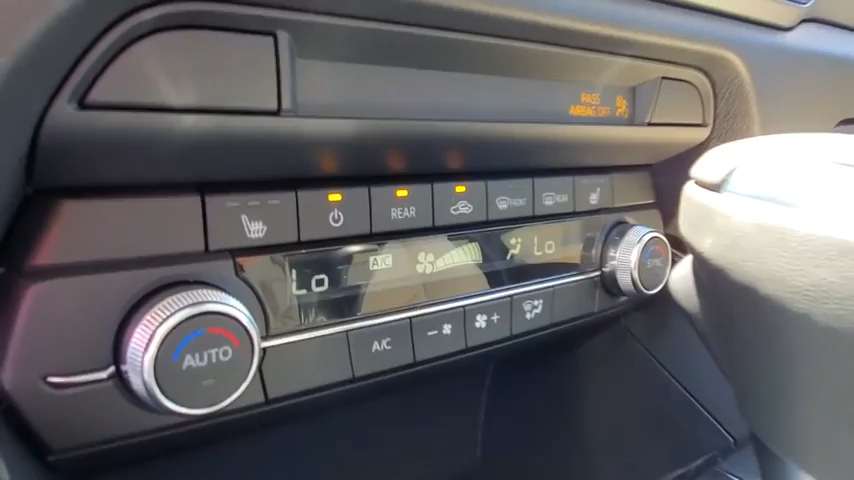 PASS
AIRBAG OFF
REAR
FRONT
REAR
Lo
A/C
Lo
AUTO
A/C
SYNC